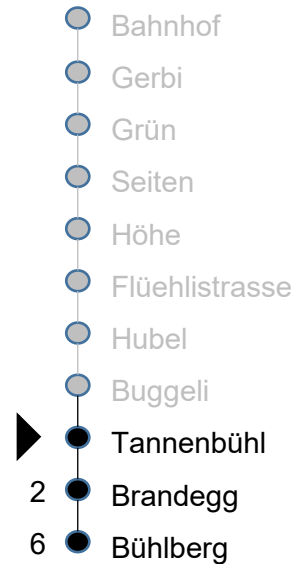 Bahnhof
Gerbi
Grün
Seiten
Höhe
Flüehlistrasse
Hubel
Buggeli
Tannenbühl
2 Brandegg
6 Bühlberg